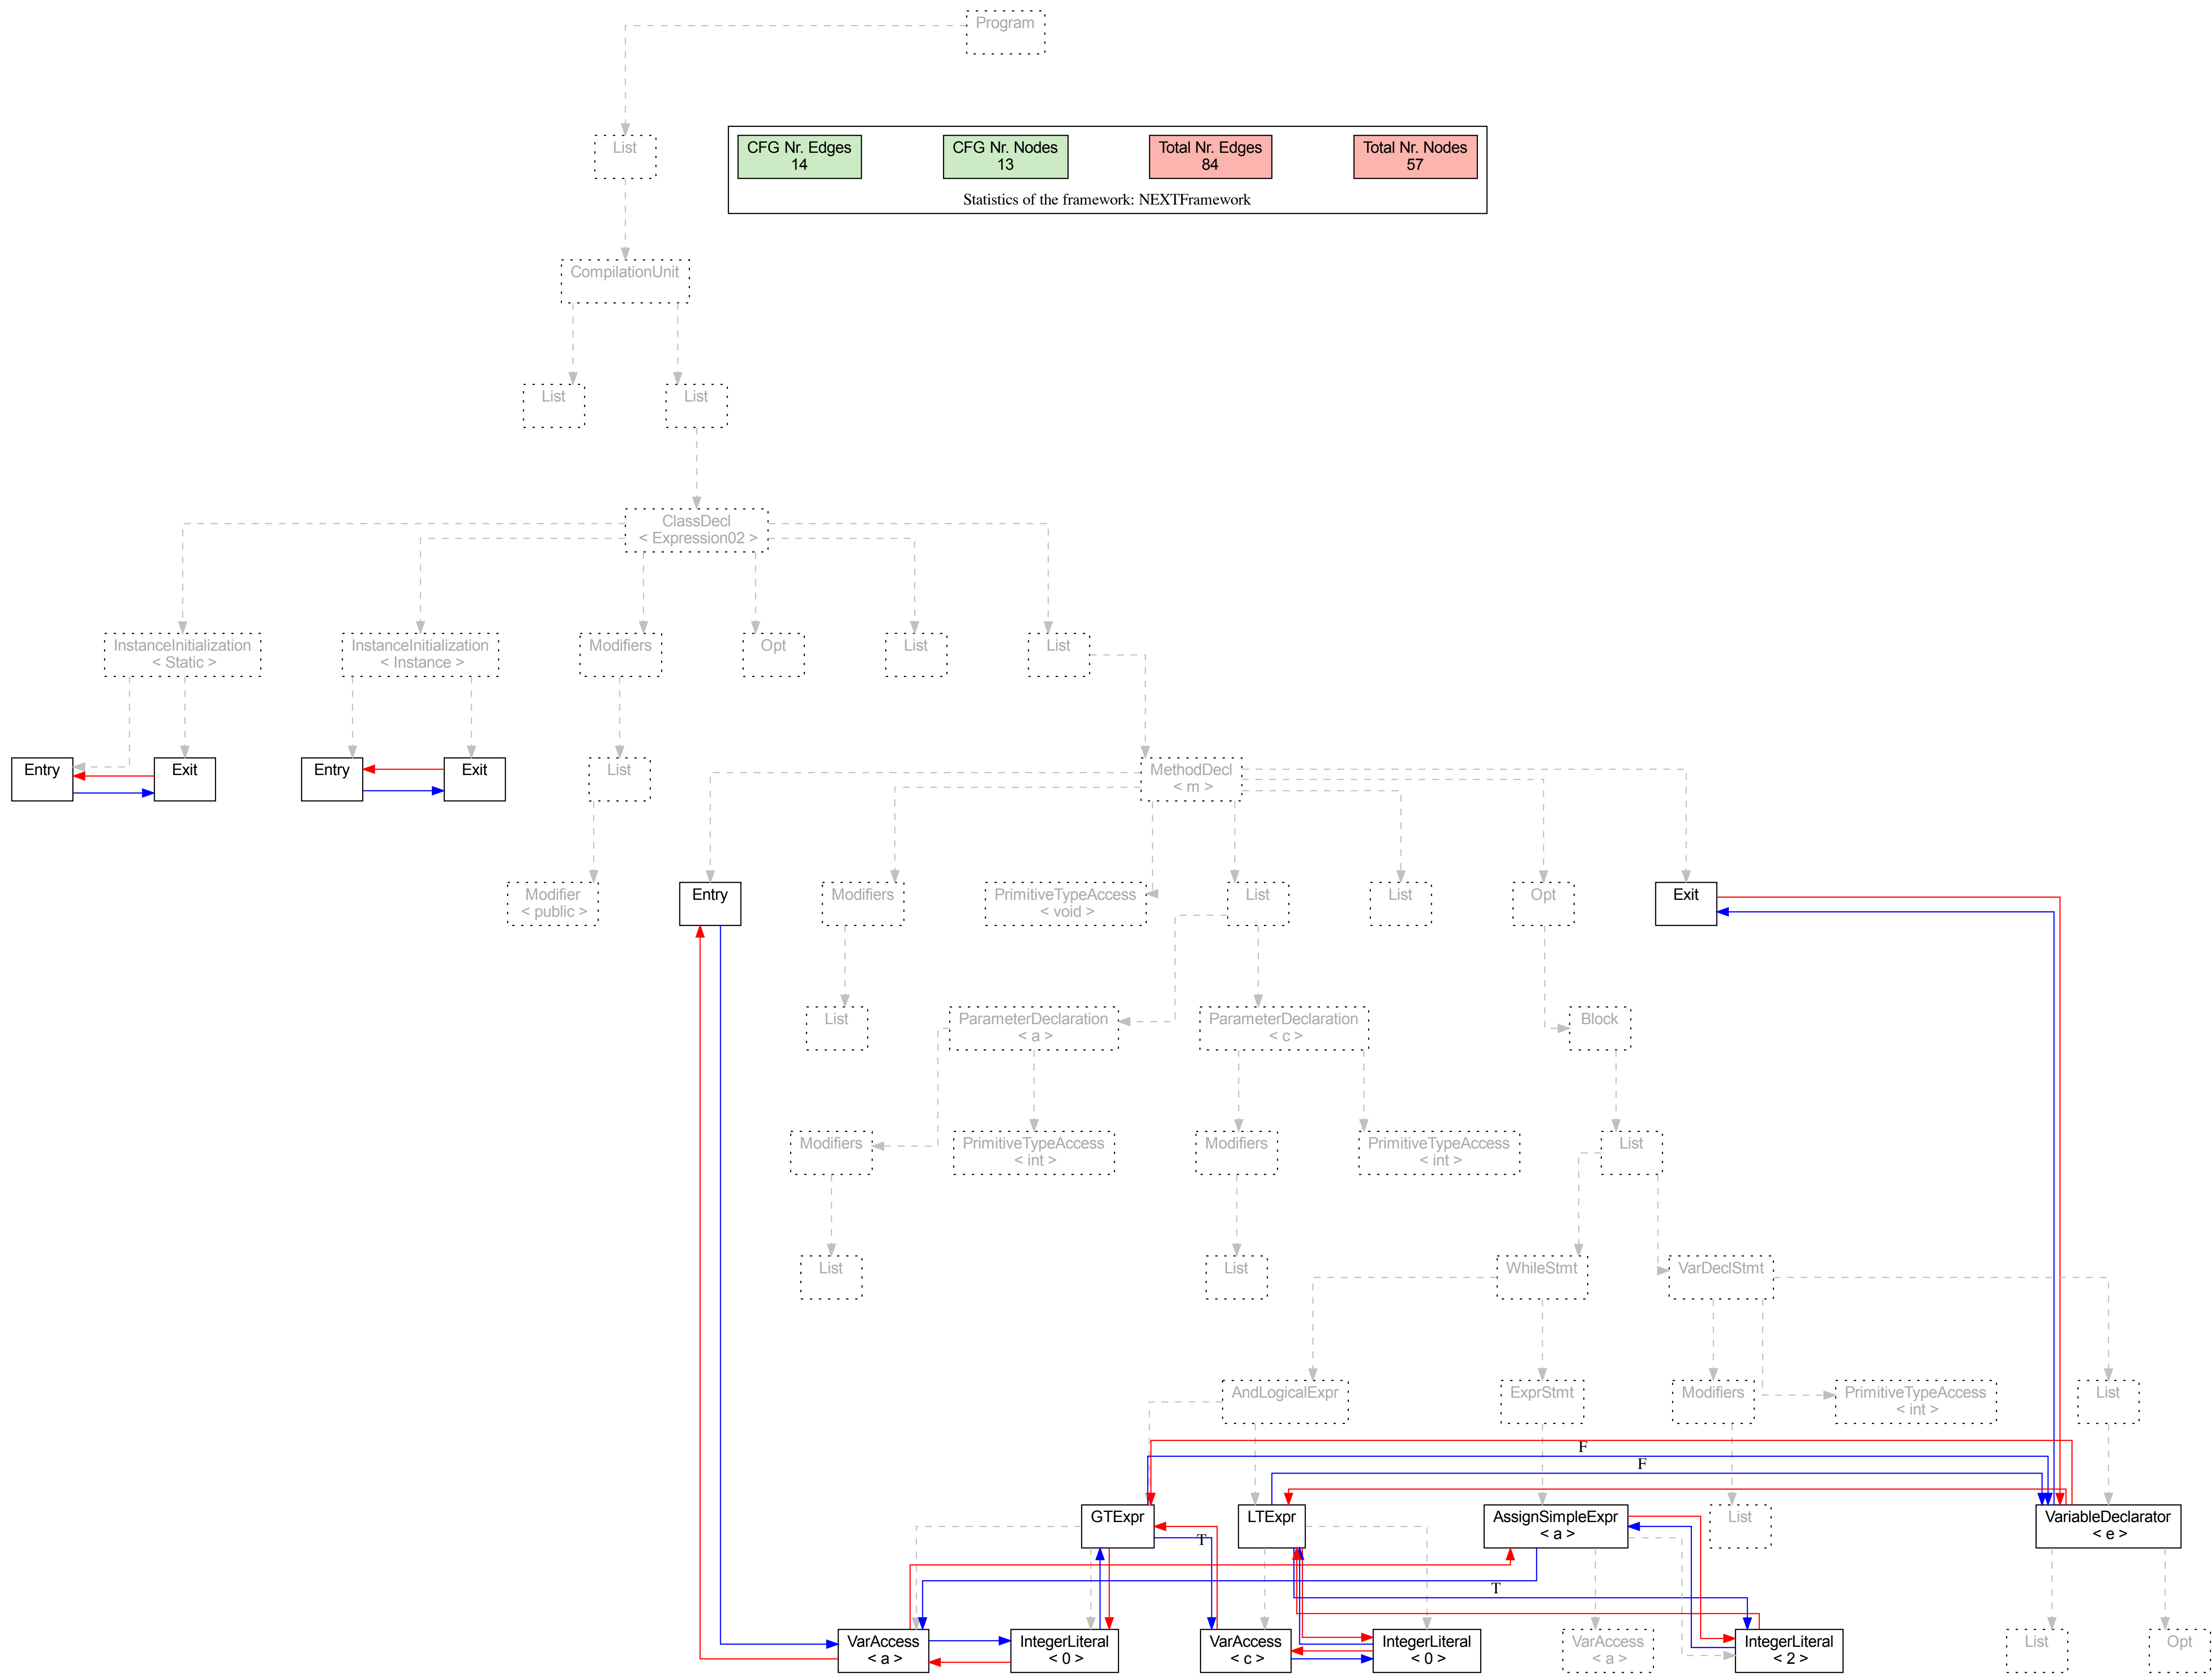 Program
List
CFG Nr. Edges
14
CFG Nr. Nodes
13
Total Nr. Edges
84
Total Nr. Nodes
57
Statistics of the framework: NEXTFramework
CompilationUnit
List
List
ClassDecl
< Expression02 >
InstanceInitialization
< Static >
InstanceInitialization
< Instance >
Modifiers
Opt
List
List
Entry
Exit
Entry
Exit
List
MethodDecl
< m >
Modifier
< public >
Entry
Modifiers
PrimitiveTypeAccess
< void >
List
List
Opt
Exit
List
ParameterDeclaration
< a >
ParameterDeclaration
< c >
Block
Modifiers
PrimitiveTypeAccess
< int >
Modifiers
PrimitiveTypeAccess
< int >
List
List
List
WhileStmt
VarDeclStmt
AndLogicalExpr
ExprStmt
Modifiers
PrimitiveTypeAccess
< int >
List
F
F
GTExpr
T
LTExpr
AssignSimpleExpr
< a >
List
VariableDeclarator
< e >
T
VarAccess
< a >
IntegerLiteral
< 0 >
VarAccess
< c >
IntegerLiteral
< 0 >
VarAccess
< a >
IntegerLiteral
< 2 >
List
Opt